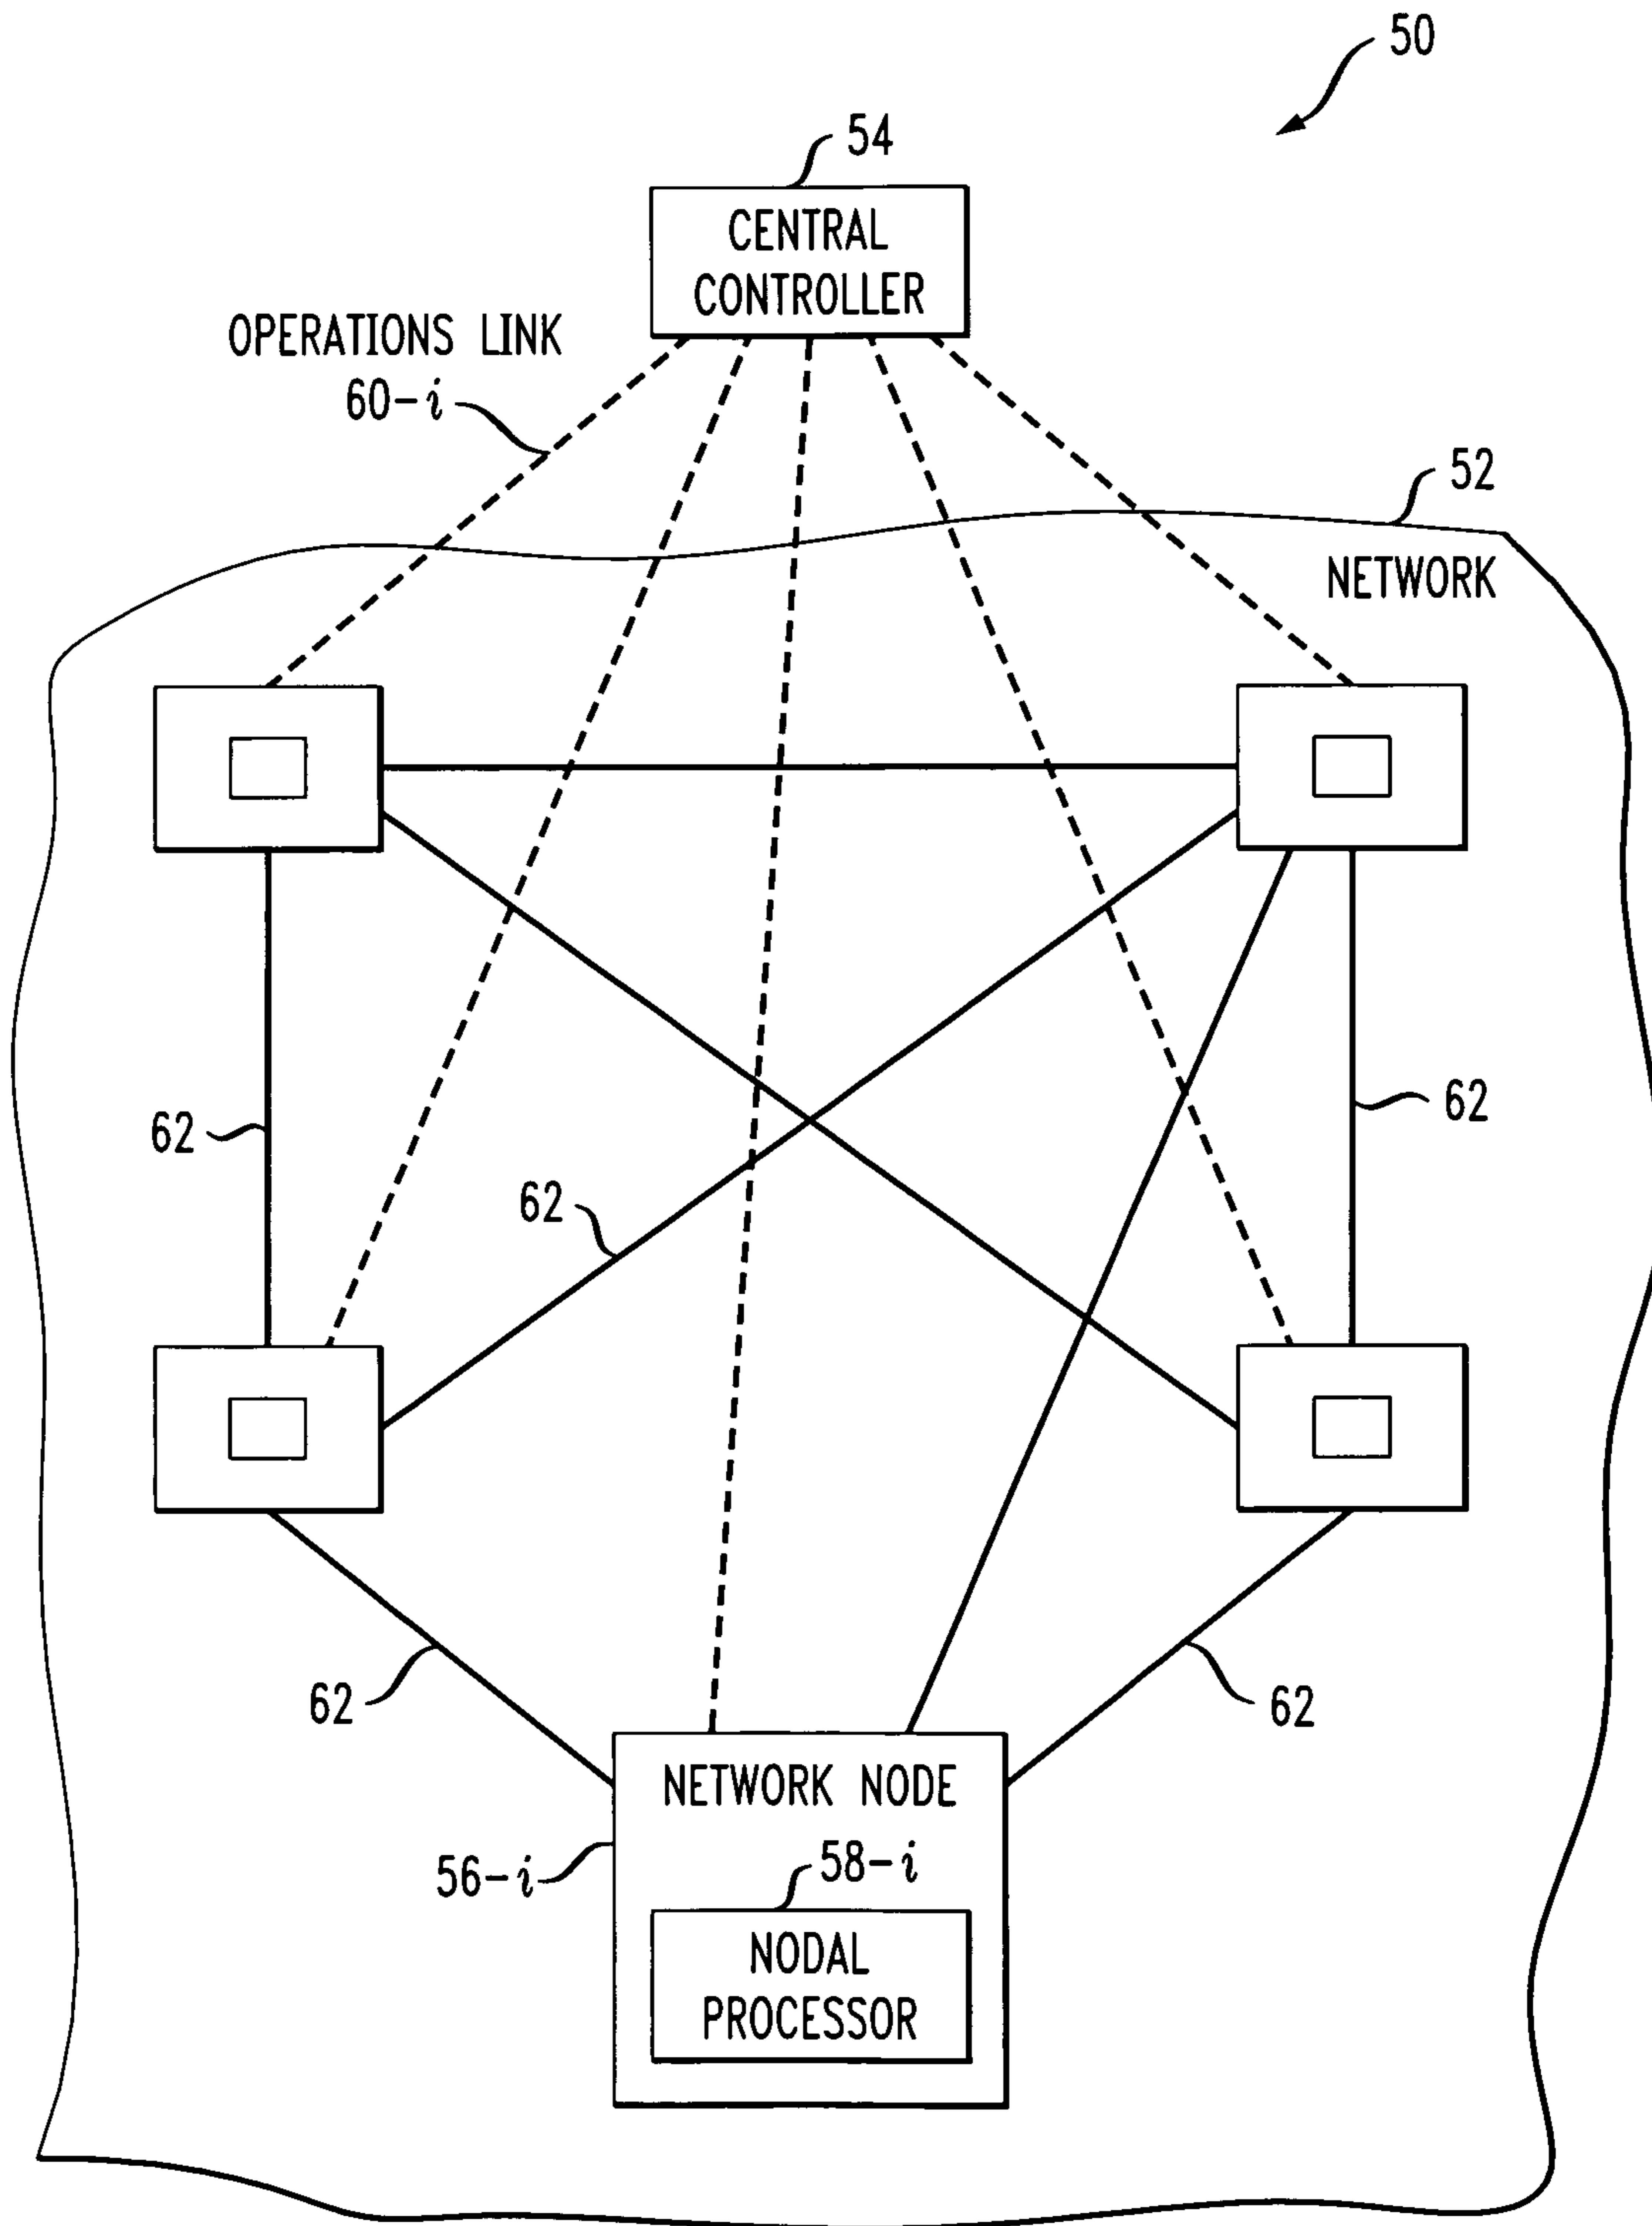 50
54
CENTRAL
CONTROLLER
OPERATIONS LINK
60-i
52
NETWORK
62
62
62
62
62
NETWORK NODE
56-i
58-i
NODAL
PROCESSOR